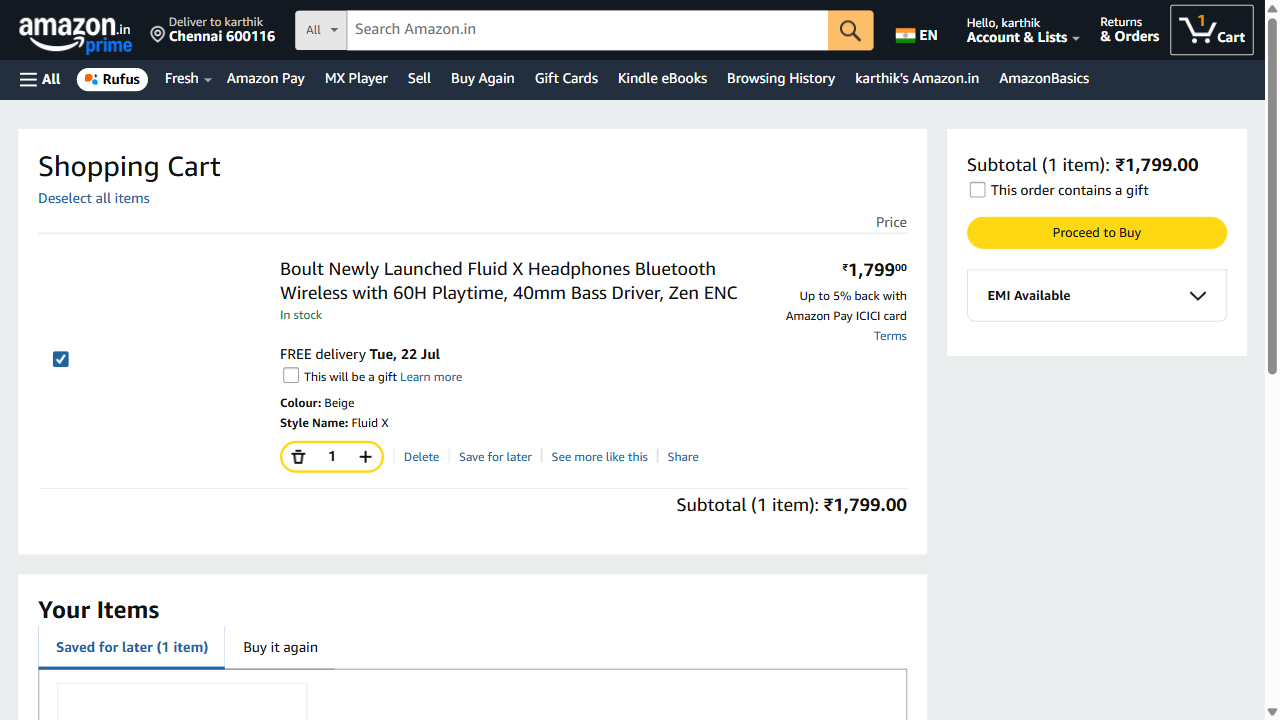 amazon.in
prime
Deliver to karthik
Chennai 600116
All
Search Amazon.in
EN
Hello, karthik
Account & Lists
Returns
& Orders
1
Cart
All
Rufus
Fresh
Amazon Pay
MX Player
Sell
Buy Again
Gift Cards
Kindle eBooks
Browsing History
karthik's Amazon.in
AmazonBasics
Shopping Cart
Deselect all items
Price
Boult Newly Launched Fluid X Headphones Bluetooth
Wireless with 60H Playtime, 40mm Bass Driver, Zen ENC
In stock
₹1,79900
Up to 5% back with
Amazon Pay ICICI card
Terms
FREE delivery Tue, 22 Jul
This will be a gift Learn more
Colour: Beige
Style Name: Fluid X
1
Delete
Save for later
See more like this
Share
Subtotal (1 item): ₹1,799.00
Subtotal (1 item): ₹1,799.00
This order contains a gift
Proceed to Buy
EMI Available
Your Items
Saved for later (1 item)
Buy it again